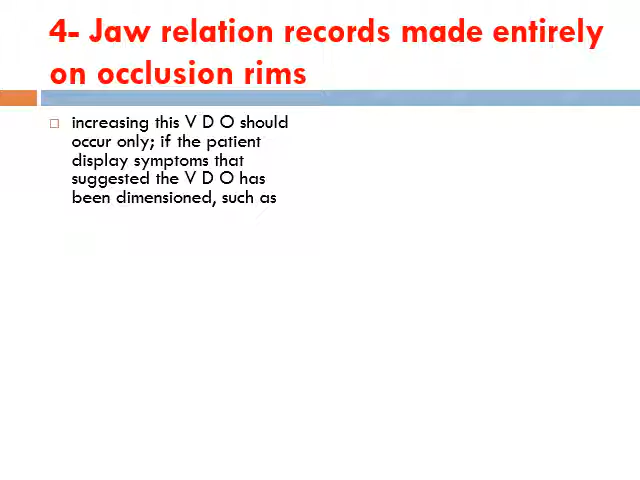 4- Jaw relation records made entirely
on occlusion rims
increasing this V D O should
occur only; if the patient
display symptoms that
suggested the V D O has
been dimensioned, such as